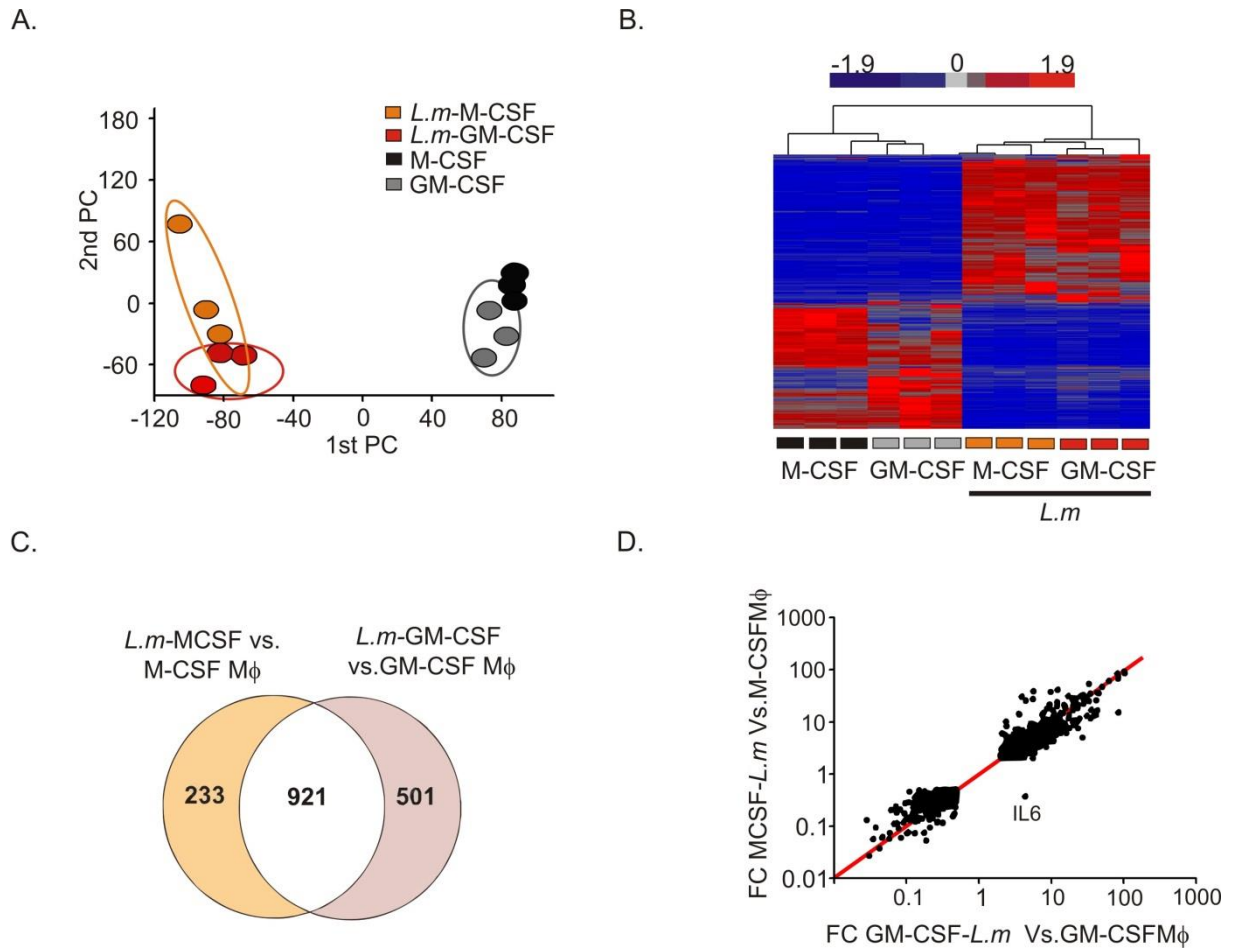 A.
180
120
60
0
-60
-120
-80
-40
0
40
80
2nd PC
1st PC
L.m-M-CSF
L.m-GM-CSF
M-CSF
GM-CSF
B.
-1.9 0 1.9
M-CSF GM-CSF M-CSF GM-CSF
L.m
C.
L.m-MCSF vs.
M-CSF Mϕ
L.m-GM-CSF
vs.GM-CSF Mϕ
233
921
501
D.
FC MCSF-L.m Vs.M-CSFMϕ
1000
100
10
1
0.1
0.01
IL6
0.1 1 10 100 1000
FC GM-CSF-L.m Vs.GM-CSFMϕ